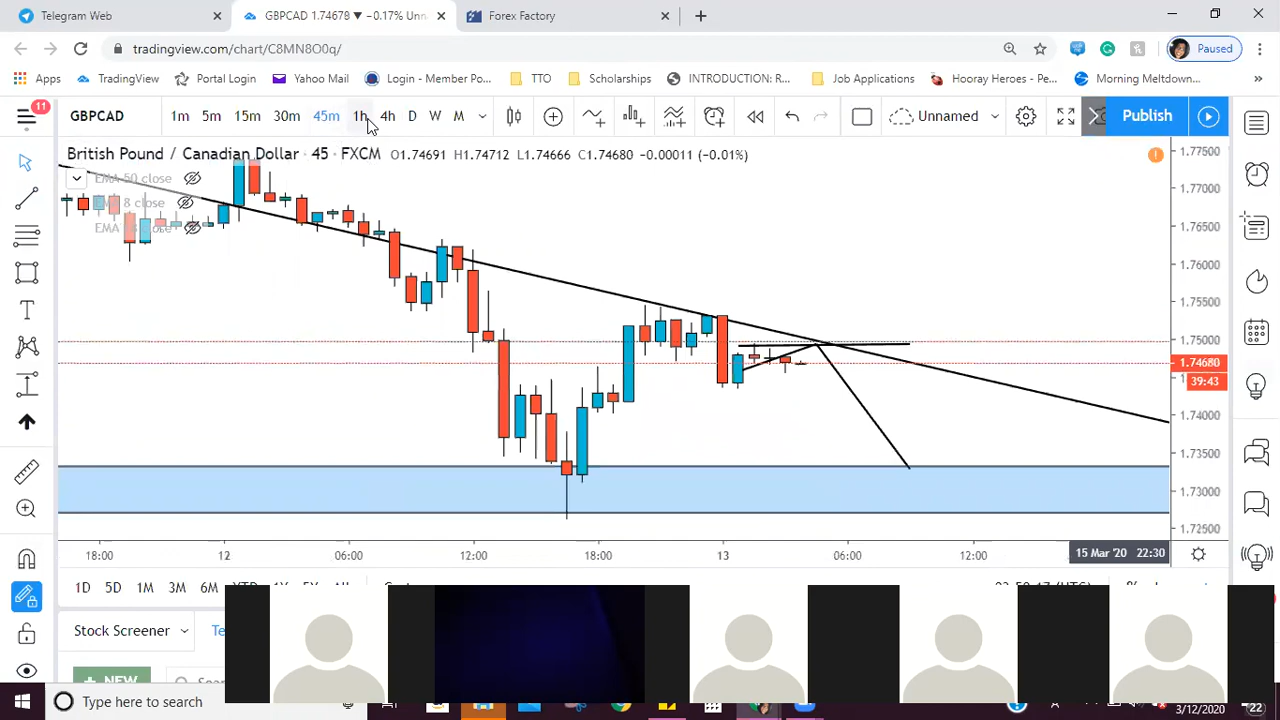 Telegram Web
GBPCAD 1.74678 ▼ −0.17% Unn
Forex Factory
tradingview.com/chart/C8MN8O0q/
Paused
Apps
TradingView
Portal Login
Yahoo Mail
Login - Member Po...
TTO
Scholarships
INTRODUCTION: R...
Job Applications
Hooray Heroes - Pe...
Morning Meltdown...
11
GBPCAD
1m 5m 15m 30m 45m 1h 4h D W M
Unnamed
Publish
British Pound / Canadian Dollar · 45 · FXCM O1.74691 H1.74712 L1.74666 C1.74680 −0.00011 (−0.01%)
EMA 50 close
8 close
close
1.77500
1.77000
1.76500
1.76000
1.75500
1.75000
1.74680
39:43
1.74000
1.73500
1.73000
1.72500
18:00 12 06:00 12:00 18:00 13 06:00 12:00 15 Mar '20 22:30
1D 5D 1M 3M 6M
Stock Screener
NEW
Type here to search
3/12/2020
22